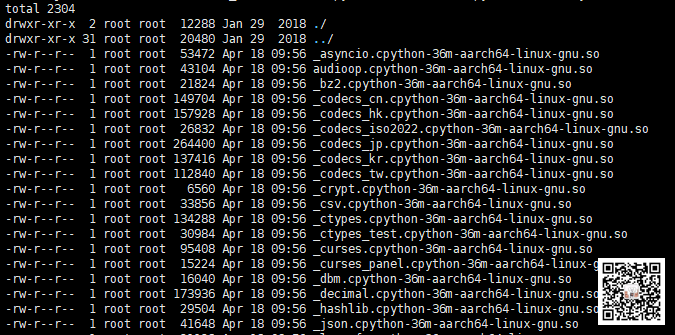 total 2304
drwxr-xr-x  2 root root  12288 Jan 29  2018 ./
drwxr-xr-x 31 root root  20480 Jan 29  2018 ../
-rw-r--r--  1 root root  53472 Apr 18 09:56 _asyncio.cpython-36m-aarch64-linux-gnu.so
-rw-r--r--  1 root root  43104 Apr 18 09:56 audioop.cpython-36m-aarch64-linux-gnu.so
-rw-r--r--  1 root root  21824 Apr 18 09:56 _bz2.cpython-36m-aarch64-linux-gnu.so
-rw-r--r--  1 root root 149704 Apr 18 09:56 _codecs_cn.cpython-36m-aarch64-linux-gnu.so
-rw-r--r--  1 root root 157928 Apr 18 09:56 _codecs_hk.cpython-36m-aarch64-linux-gnu.so
-rw-r--r--  1 root root  26832 Apr 18 09:56 _codecs_iso2022.cpython-36m-aarch64-linux-gnu.so
-rw-r--r--  1 root root 264400 Apr 18 09:56 _codecs_jp.cpython-36m-aarch64-linux-gnu.so
-rw-r--r--  1 root root 137416 Apr 18 09:56 _codecs_kr.cpython-36m-aarch64-linux-gnu.so
-rw-r--r--  1 root root 112840 Apr 18 09:56 _codecs_tw.cpython-36m-aarch64-linux-gnu.so
-rw-r--r--  1 root root   6560 Apr 18 09:56 _crypt.cpython-36m-aarch64-linux-gnu.so
-rw-r--r--  1 root root  33856 Apr 18 09:56 _csv.cpython-36m-aarch64-linux-gnu.so
-rw-r--r--  1 root root 134288 Apr 18 09:56 _ctypes.cpython-36m-aarch64-linux-gnu.so
-rw-r--r--  1 root root  30984 Apr 18 09:56 _ctypes_test.cpython-36m-aarch64-linux-gnu.so
-rw-r--r--  1 root root  95408 Apr 18 09:56 _curses.cpython-36m-aarch64-linux-gnu.so
-rw-r--r--  1 root root  15224 Apr 18 09:56 _curses_panel.cpython-36m-aarch64-linux-g
-rw-r--r--  1 root root  16040 Apr 18 09:56 _dbm.cpython-36m-aarch64-linux-gnu.so
-rw-r--r--  1 root root 173936 Apr 18 09:56 _decimal.cpython-36m-aarch64-linux-gnu.
-rw-r--r--  1 root root  29504 Apr 18 09:56 _hashlib.cpython-36m-aarch64-linux-gnu.
-rw-r--r--  1 root root  41648 Apr 18 09:56 _json.cpython-36m-aarch64-linux-gnu.so